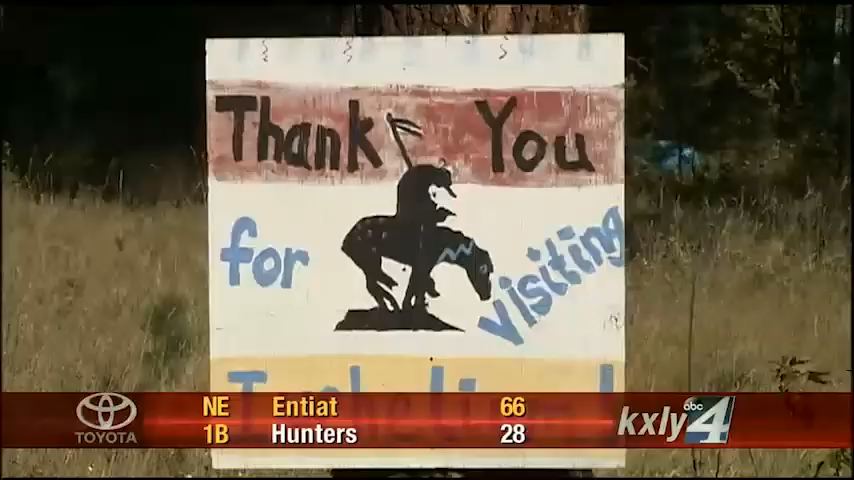 Thank You
for visiting
TOYOTA
NE Entiat 66
1B Hunters 28
kxly abc 4